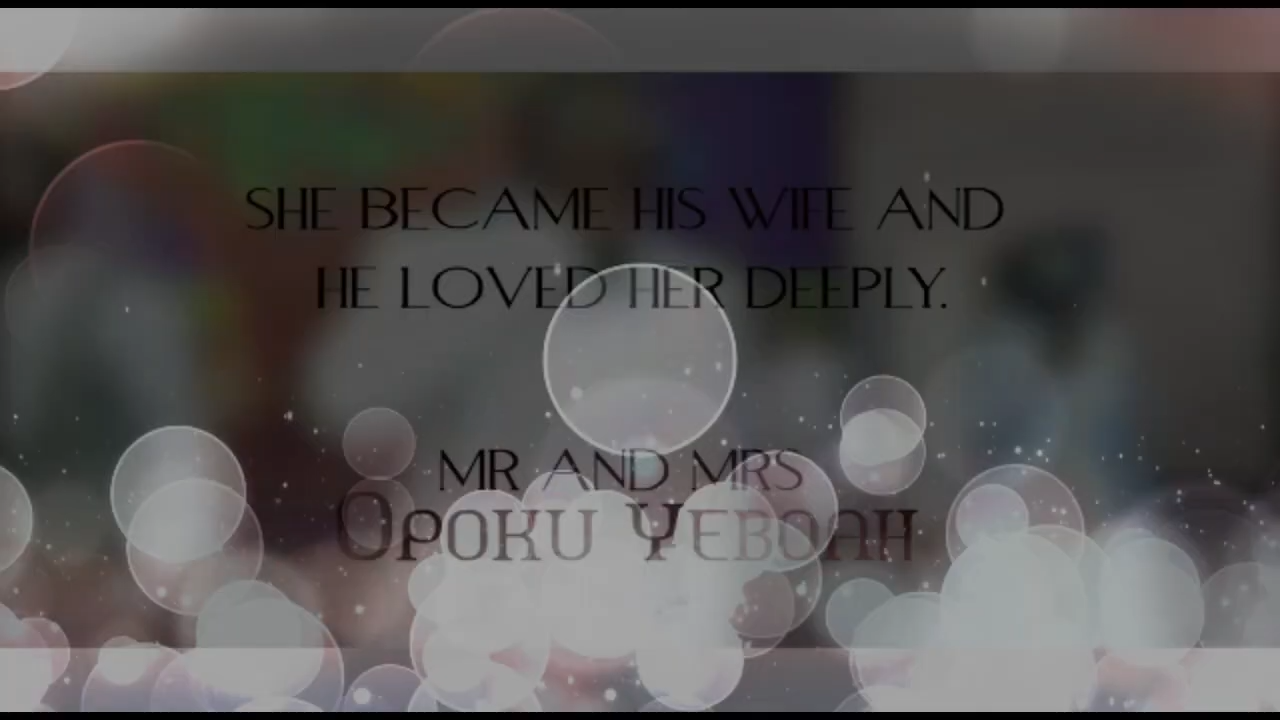 SHE BECAME HIS WIFE AND
HE LOVED HER DEEPLY.
MR AND MRS
OPOKU YEBOAH